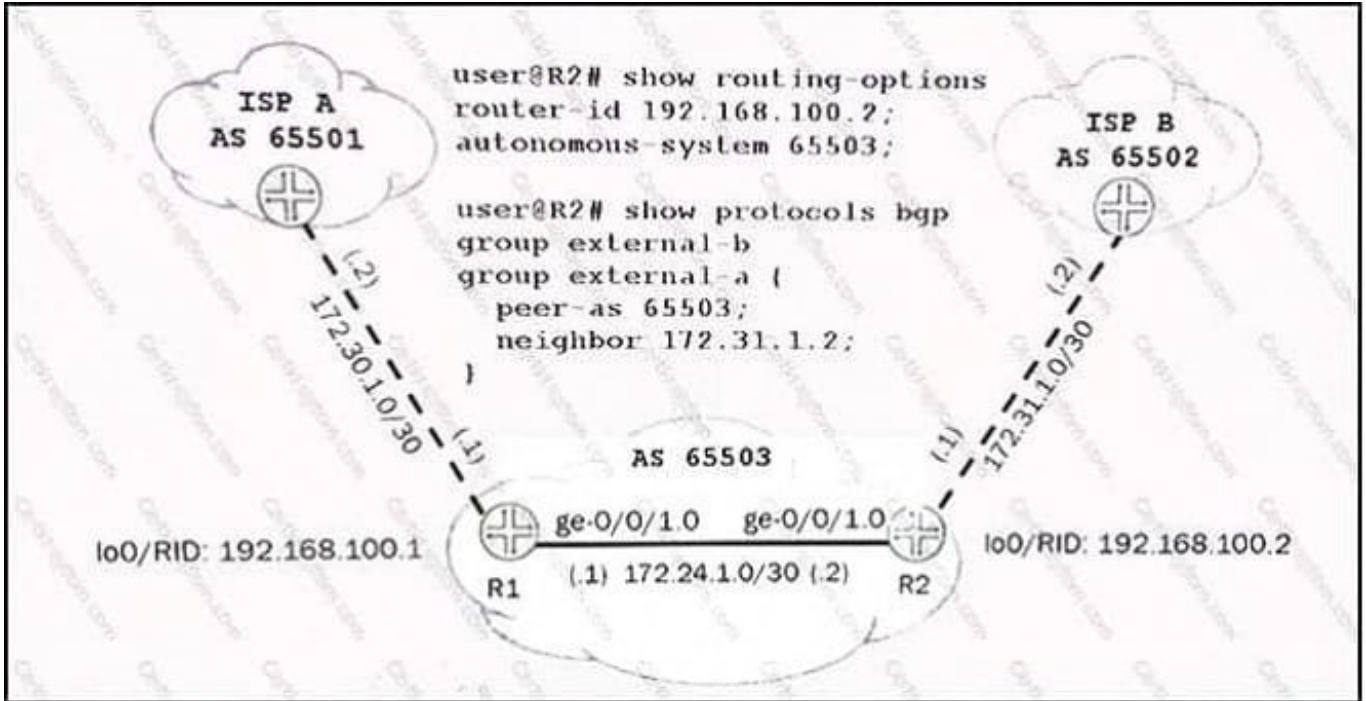 user@R2# show routing-options
router-id 192.168.100.2;
autonomous-system 65503;
user@R2# show protocols bgp
group external-b
group external-a {
peer-as 65503;
neighbor 172.31.1.2;
}
ISP A
AS 65501
ISP B
AS 65502
(.2)
172.30.1.0/30
(.1)
(.2)
172.31.1.0/30
(.1)
AS 65503
ge-0/0/1.0 ge-0/0/1.0
lo0/RID: 192.168.100.1
lo0/RID: 192.168.100.2
(.1) 172.24.1.0/30 (.2)
R1
R2